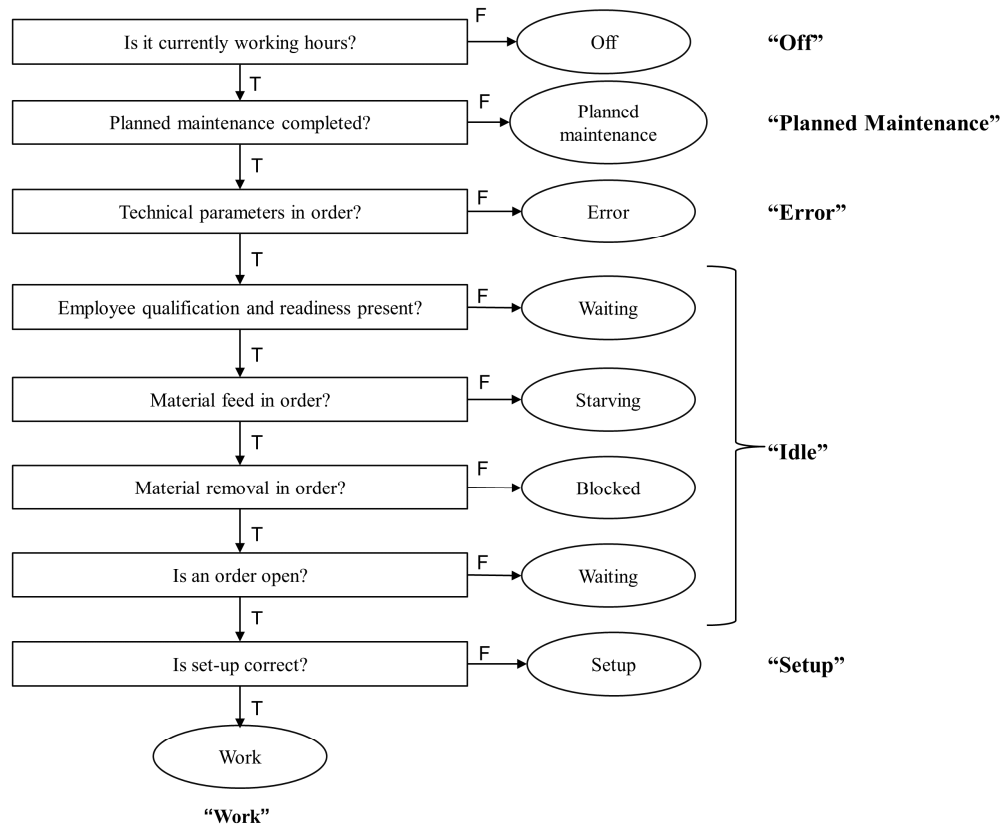 F
Is it currently working hours?
Off
“Off”
T
F
Planned maintenance completed?
Planned
maintenance
“Planned Maintenance”
T
F
Technical parameters in order?
Error
“Error”
T
F
Employee qualification and readiness present?
Waiting
T
F
Material feed in order?
Starving
T
“Idle”
F
Material removal in order?
Blocked
T
F
Is an order open?
Waiting
T
F
Is set-up correct?
Setup
“Setup”
T
Work
“Work”